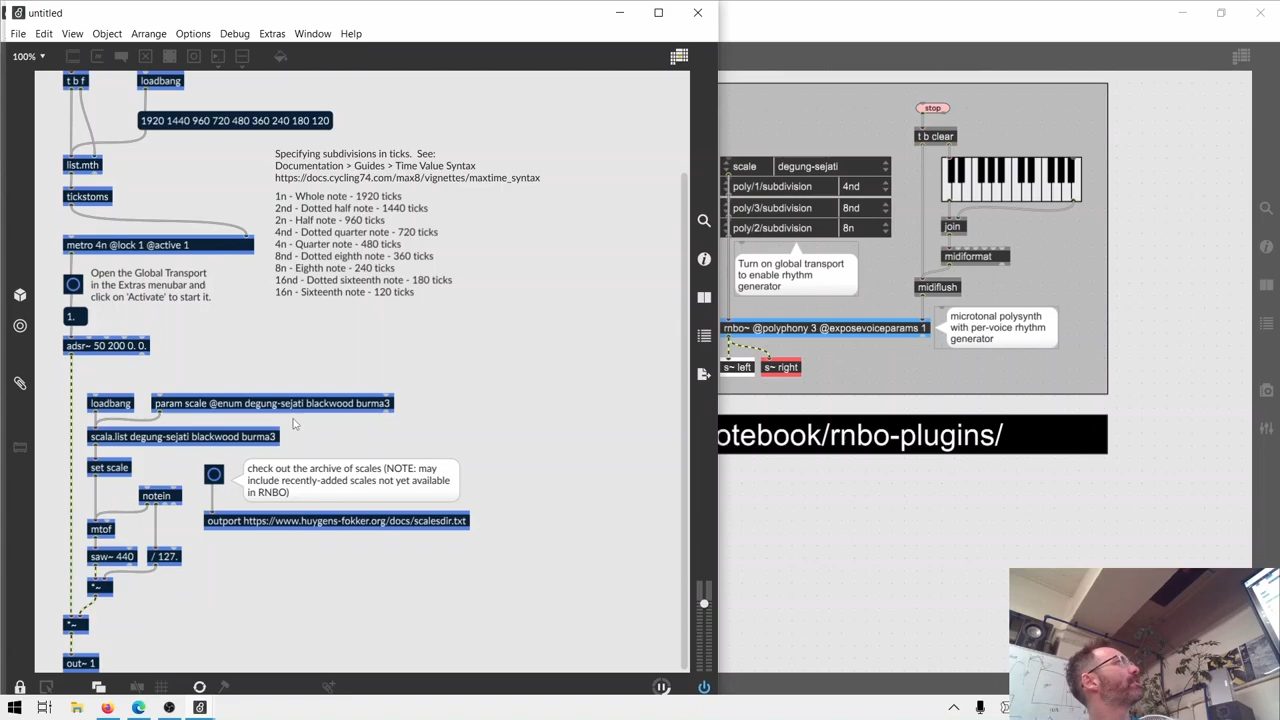 untitled
File Edit View Object Arrange Options Debug Extras Window Help
100%
t b f
loadbang
1920 1440 960 720 480 360 240 180 120
list.mth
tickstoms
Specifying subdivisions in ticks. See:
Documentation > Guides > Time Value Syntax
https://docs.cycling74.com/max8/vignettes/maxtime_syntax
1n - Whole note - 1920 ticks
2nd - Dotted half note - 1440 ticks
2n - Half note - 960 ticks
4nd - Dotted quarter note - 720 ticks
4n - Quarter note - 480 ticks
8nd - Dotted eighth note - 360 ticks
8n - Eighth note - 240 ticks
16nd - Dotted sixteenth note - 180 ticks
16n - Sixteenth note - 120 ticks
metro 4n @lock 1 @active 1
Open the Global Transport
in the Extras menubar and
click on 'Activate' to start it.
1.
adsr~ 50 200 0. 0.
loadbang
param scale @enum degung-sejati blackwood burma3
scala.list degung-sejati blackwood burma3
set scale
check out the archive of scales (NOTE: may
include recently-added scales not yet available
in RNBO)
notein
outport https://www.huygens-fokker.org/docs/scalesdir.txt
mtof
saw~ 440
/ 127.
*~
*~
out~ 1
stop
t b clear
scale degung-sejati
poly/1/subdivision 4nd
poly/3/subdivision 8nd
poly/2/subdivision 8n
Turn on global transport
to enable rhythm
generator
join
midiformat
midiflush
rnbo~ @polyphony 3 @exposevoiceparams 1
microtonal polysynth
with per-voice rhythm
generator
s~ left
s~ right
otebook/rnbo-plugins/